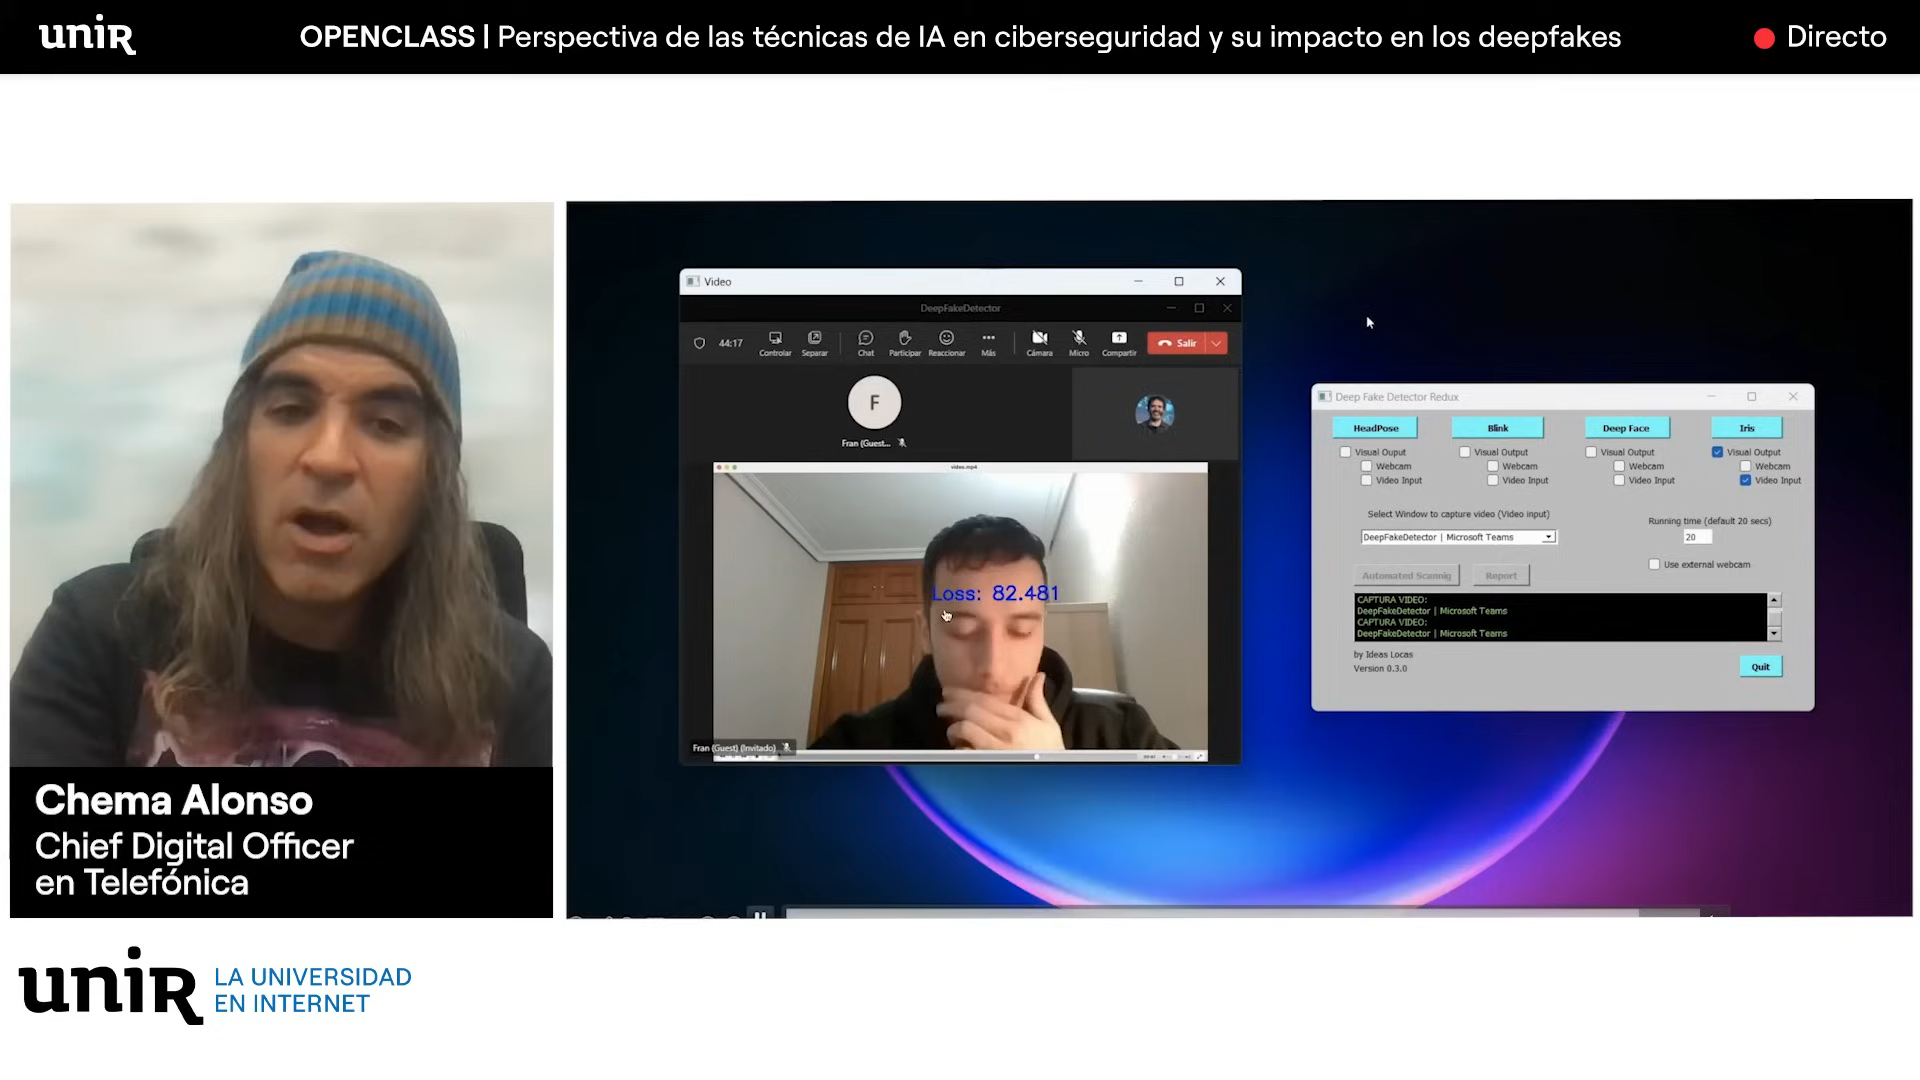 unir
OPENCLASS | Perspectiva de las técnicas de IA en ciberseguridad y su impacto en los deepfakes
Directo
Video
DeepFakeDetector
44:17
Controlar
Separar
Chat
Participar
Reaccionar
Más
Cámara
Micro
Compartir
Salir
F
Fran (Guest...
video.mp4
Loss: 82.481
Fran (Guest) (Invitado)
Deep Fake Detector Redux
HeadPose
Blink
Deep Face
Iris
Visual Ouput
Visual Output
Visual Output
Visual Output
Webcam
Webcam
Webcam
Webcam
Video Input
Video Input
Video Input
Video Input
Select Window to capture video (Video input)
Running time (default 20 secs)
DeepFakeDetector | Microsoft Teams
20
Use external webcam
Automated Scannig
Report
CAPTURA VIDEO:
DeepFakeDetector | Microsoft Teams
CAPTURA VIDEO:
DeepFakeDetector | Microsoft Teams
by Ideas Locas
Version 0.3.0
Quit
Chema Alonso
Chief Digital Officer
en Telefónica
unir
LA UNIVERSIDAD
EN INTERNET